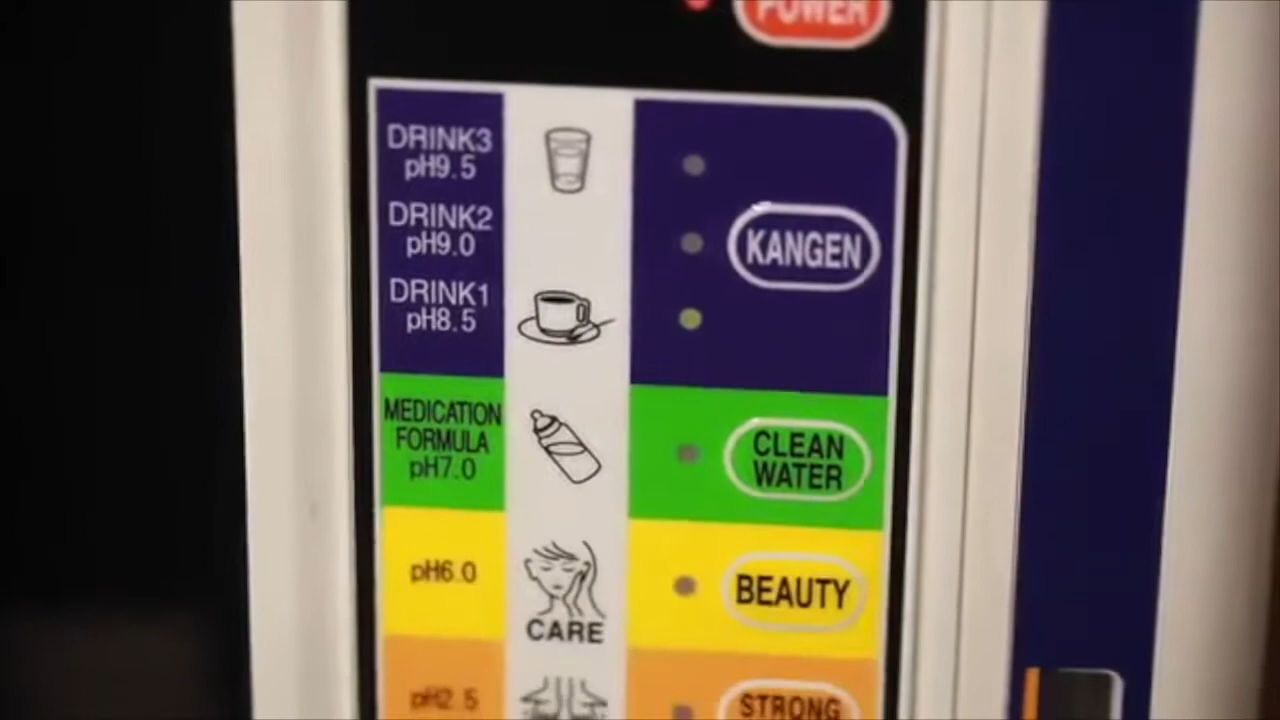 POWER
DRINK3
pH9.5
DRINK2
pH9.0
KANGEN
DRINK1
pH8.5
MEDICATION
FORMULA
pH7.0
CLEAN
WATER
pH6.0
CARE
BEAUTY
pH2.5
STRONG